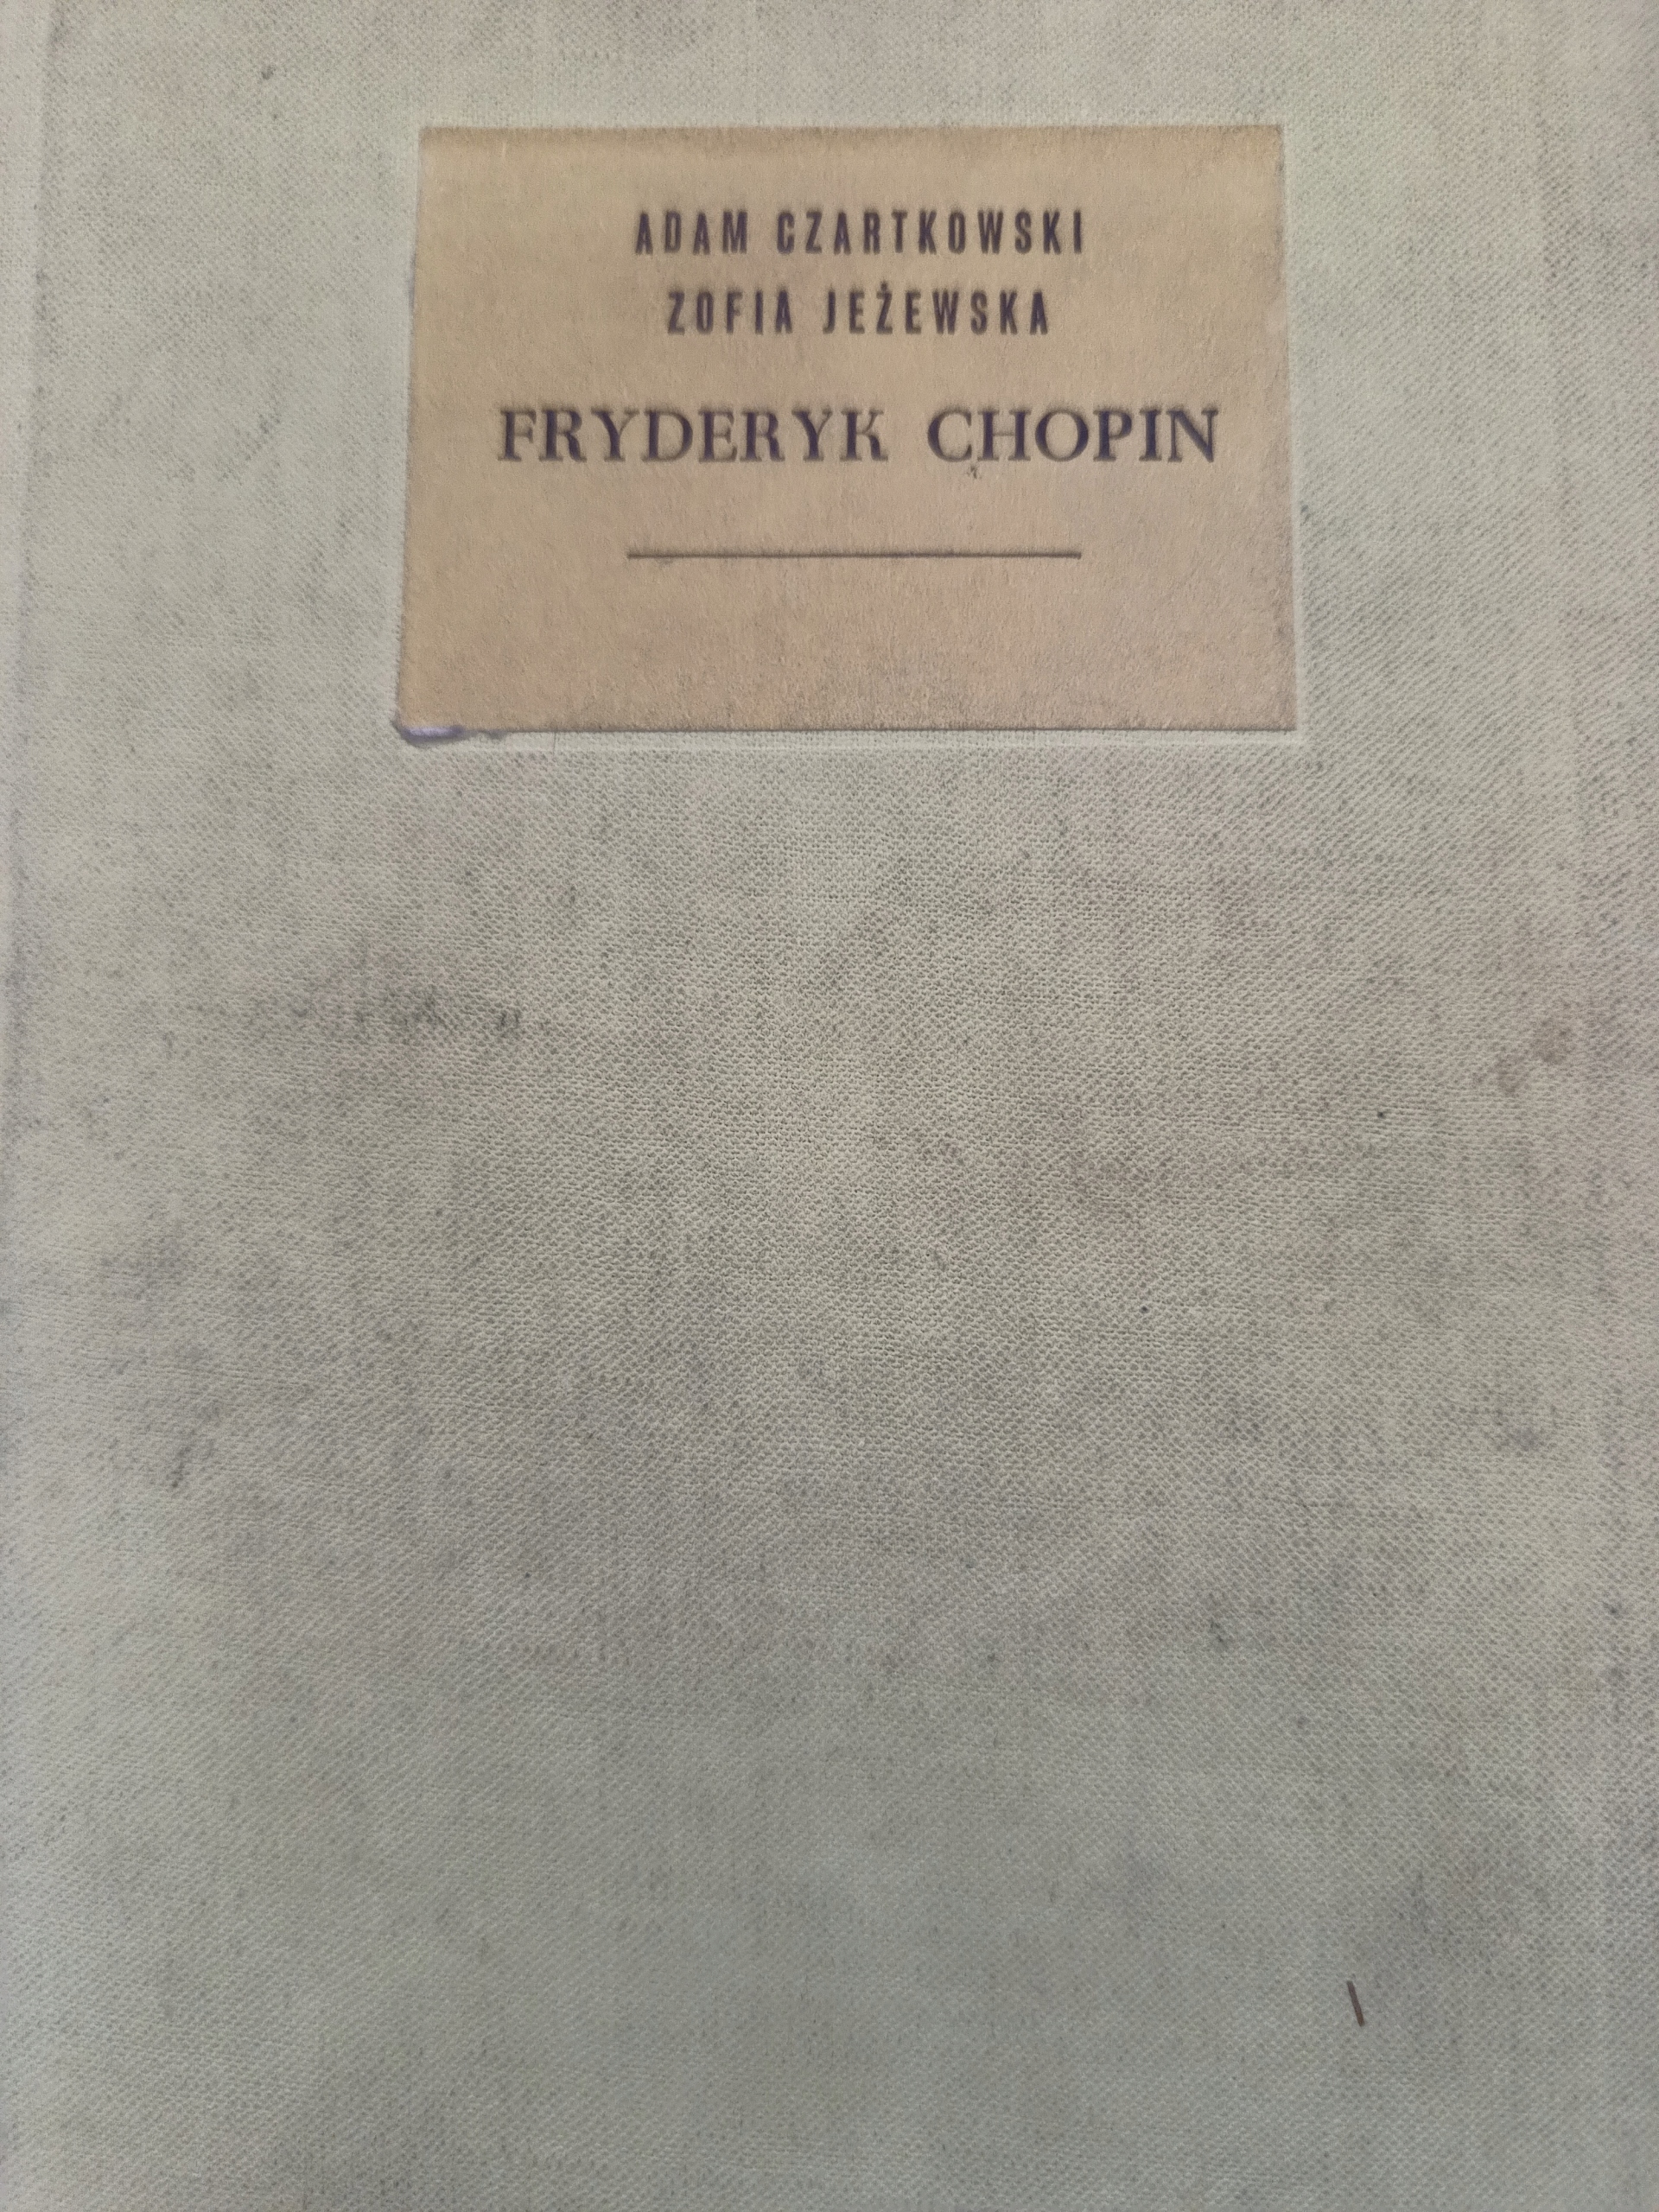 ADAM CZARTKOWSKI
ZOFIA JEŻEWSKA
FRYDERYK CHOPIN